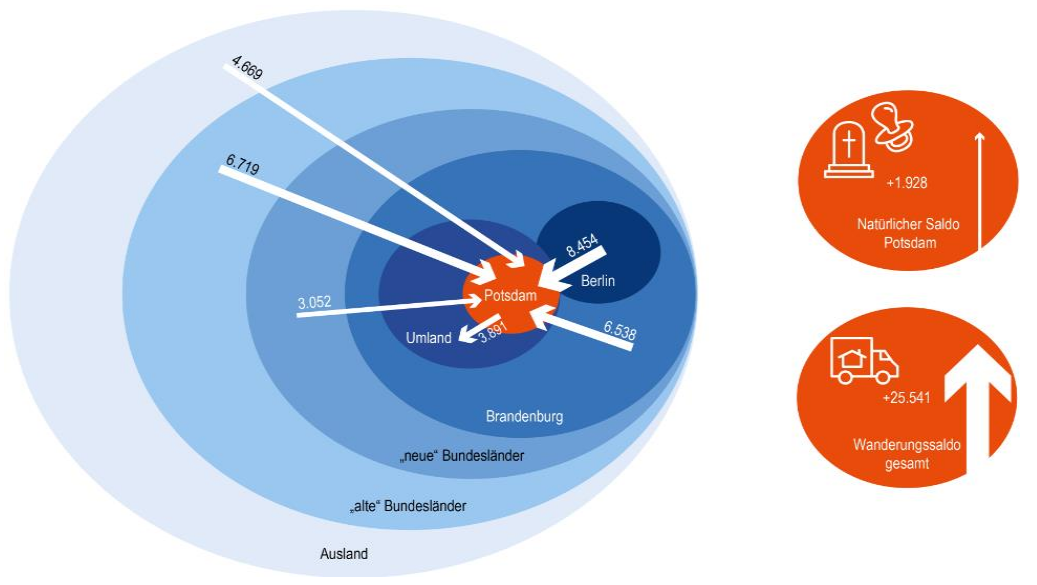 4.669
6.719
3.052
8.454
Berlin
Potsdam
6.538
3.891
Umland
Brandenburg
„neue“ Bundesländer
„alte“ Bundesländer
Ausland
+1.928
Natürlicher Saldo
Potsdam
+25.541
Wanderungssaldo
gesamt